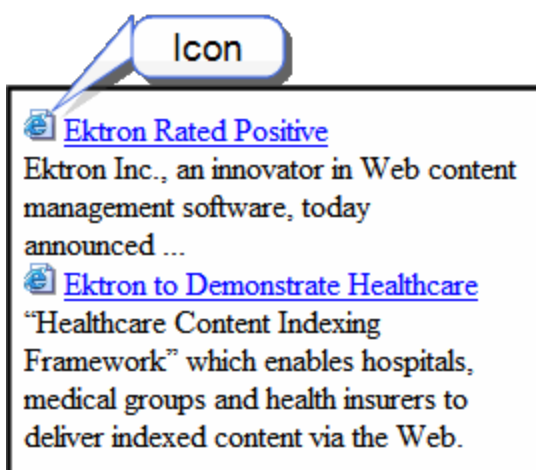 Icon
Ektron Rated Positive
Ektron Inc., an innovator in Web content
management software, today
announced ...
Ektron to Demonstrate Healthcare
“Healthcare Content Indexing
Framework” which enables hospitals,
medical groups and health insurers to
deliver indexed content via the Web.